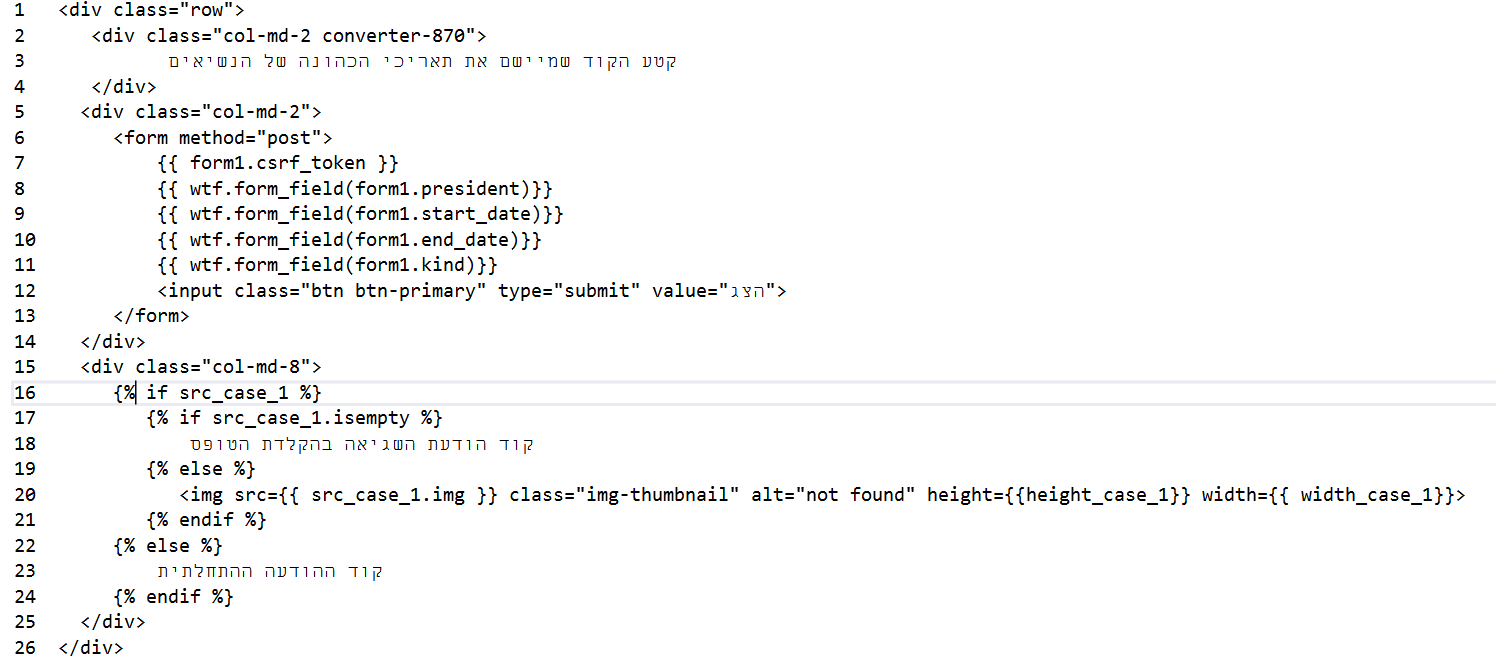 1 <div class="row">
2 <div class="col-md-2 converter-870">
3 קטע הקוד שמיישם את תאריכי הכהונה של הנשיאים
4 </div>
5 <div class="col-md-2">
6 <form method="post">
7 {{ form1.csrf_token }}
8 {{ wtf.form_field(form1.president)}}
9 {{ wtf.form_field(form1.start_date)}}
10 {{ wtf.form_field(form1.end_date)}}
11 {{ wtf.form_field(form1.kind)}}
12 <input class="btn btn-primary" type="submit" value="הצג">
13 </form>
14 </div>
15 <div class="col-md-8">
16 {% if src_case_1 %}
17 {% if src_case_1.isempty %}
18 קוד הודעת השגיאה בהקלדת הטופס
19 {% else %}
20 <img src={{ src_case_1.img }} class="img-thumbnail" alt="not found" height={{height_case_1}} width={{ width_case_1}}>
21 {% endif %}
22 {% else %}
23 קוד ההודעה ההתחלתית
24 {% endif %}
25 </div>
26 </div>